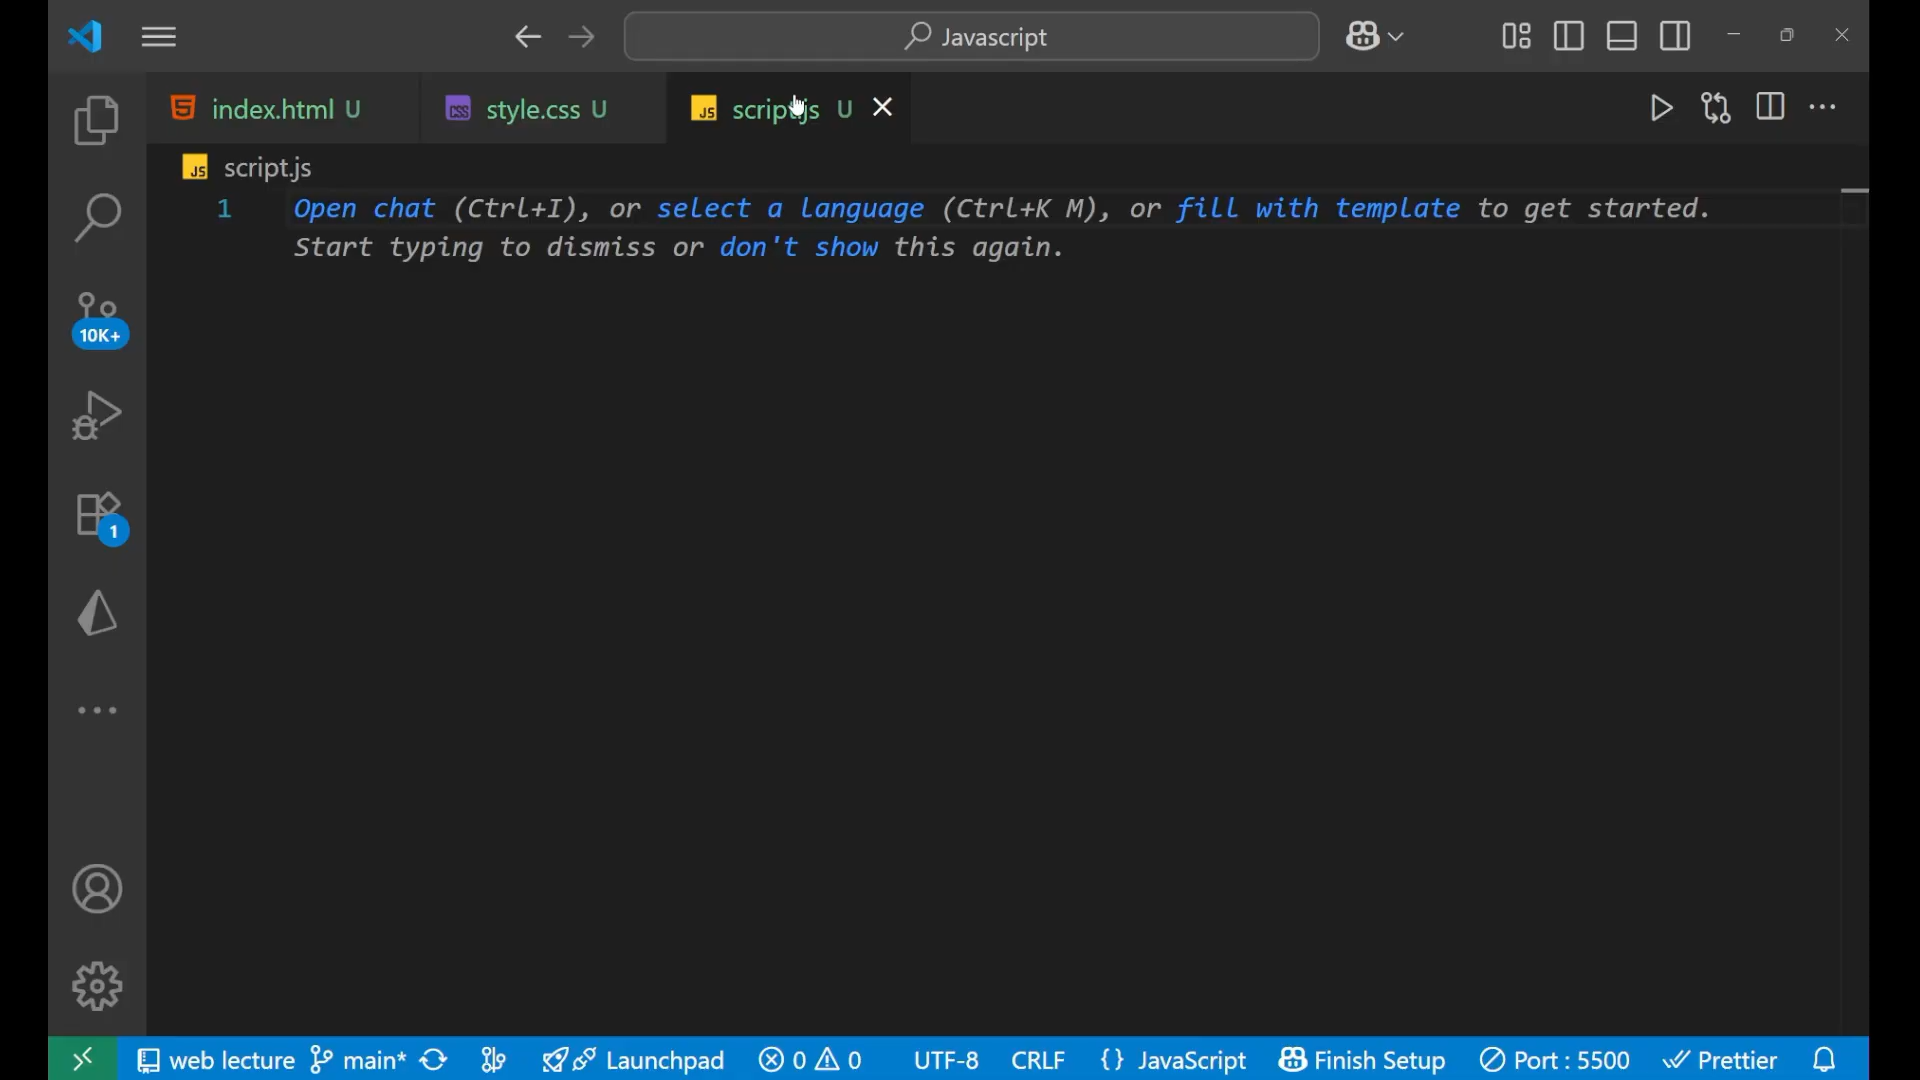 Javascript
index.html U
style.css U
script.js U
script.js
1 Open chat (Ctrl+I), or select a language (Ctrl+K M), or fill with template to get started.
Start typing to dismiss or don't show this again.
10K+
1
web lecture main* Launchpad 0 0 UTF-8 CRLF {} JavaScript Finish Setup Port : 5500 Prettier